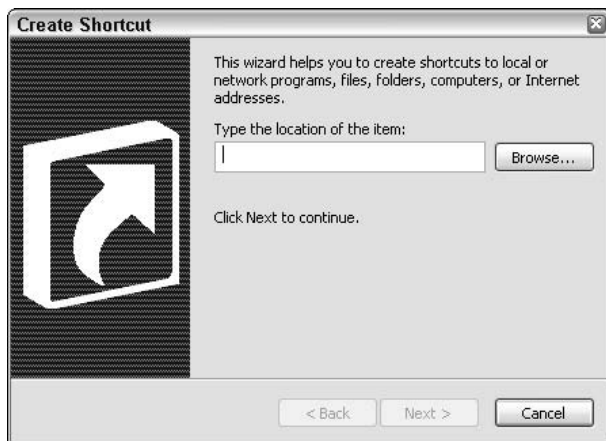 Create Shortcut
This wizard helps you to create shortcuts to local or
network programs, files, folders, computers, or Internet
addresses.
Type the location of the item:
Browse...
Click Next to continue.
< Back Next > Cancel